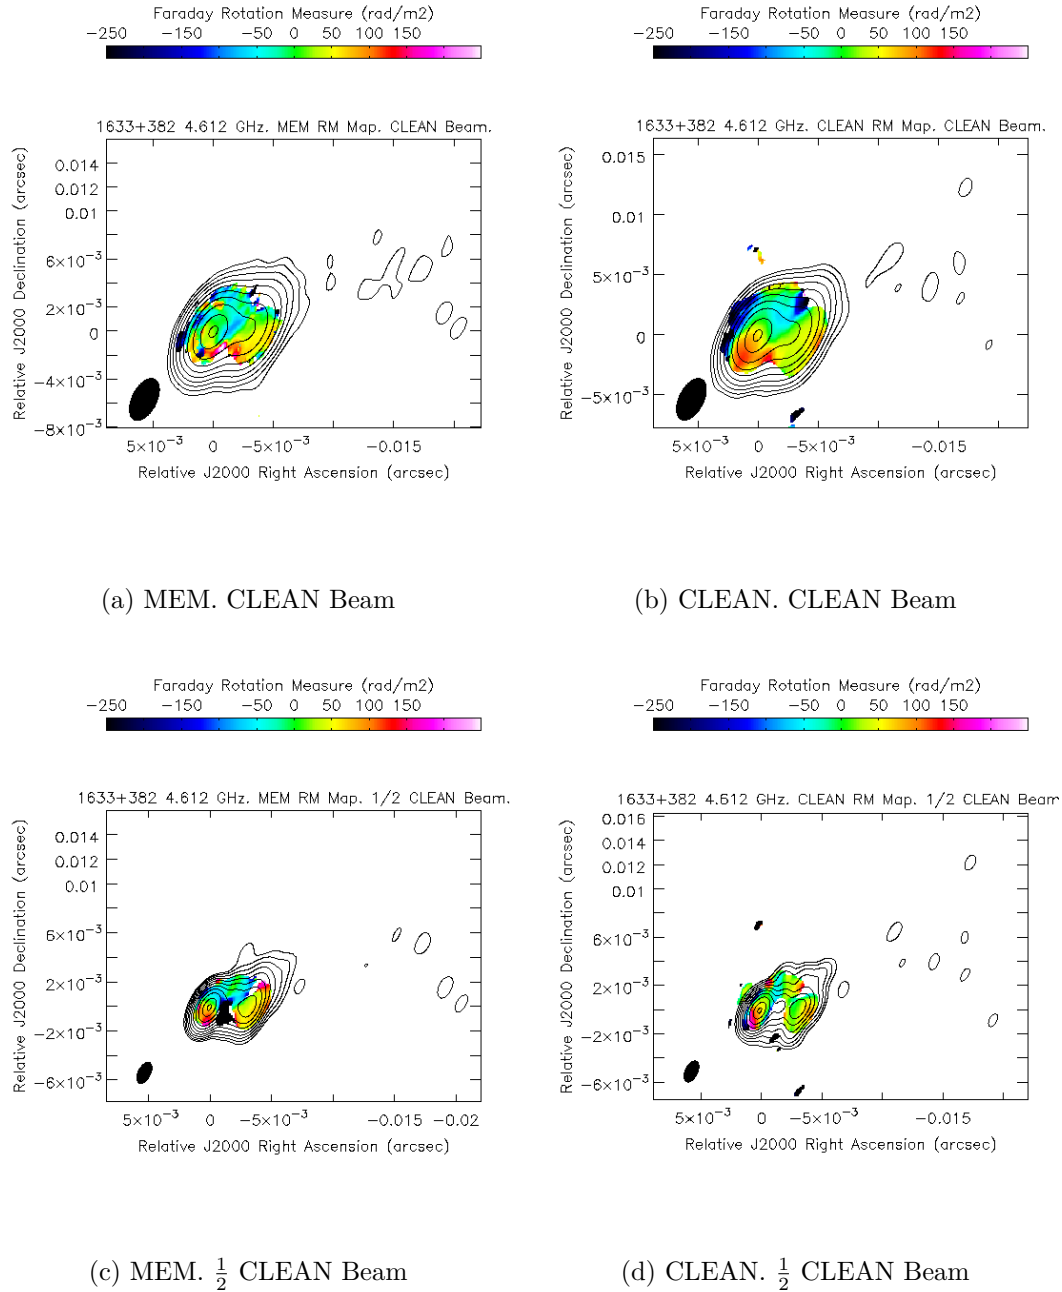 Faraday Rotation Measure (rad/m2)
−250 −150 −50 0 50 100 150
1633+382 4.612 GHz. MEM RM Map. CLEAN Beam.
Relative J2000 Declination (arcsec)
0.014
0.012
0.01
6×10⁻³
2×10⁻³
0
−4×10⁻³
−8×10⁻³
5×10⁻³ 0 −5×10⁻³ −0.015
Relative J2000 Right Ascension (arcsec)
(a) MEM. CLEAN Beam
Faraday Rotation Measure (rad/m2)
−250 −150 −50 0 50 100 150
1633+382 4.612 GHz. CLEAN RM Map. CLEAN Beam.
Relative J2000 Declination (arcsec)
0.015
0.01
5×10⁻³
0
−5×10⁻³
5×10⁻³ 0 −5×10⁻³ −0.015
Relative J2000 Right Ascension (arcsec)
(b) CLEAN. CLEAN Beam
Faraday Rotation Measure (rad/m2)
−250 −150 −50 0 50 100 150
1633+382 4.612 GHz. MEM RM Map. 1/2 CLEAN Beam.
Relative J2000 Declination (arcsec)
0.014
0.012
0.01
6×10⁻³
2×10⁻³
−2×10⁻³
−6×10⁻³
5×10⁻³ 0 −5×10⁻³ −0.015 −0.02
Relative J2000 Right Ascension (arcsec)
(c) MEM. ½ CLEAN Beam
Faraday Rotation Measure (rad/m2)
−250 −150 −50 0 50 100 150
1633+382 4.612 GHz. CLEAN RM Map. 1/2 CLEAN Beam
Relative J2000 Declination (arcsec)
0.016
0.014
0.012
0.01
6×10⁻³
2×10⁻³
−2×10⁻³
−6×10⁻³
5×10⁻³ 0 −5×10⁻³ −0.015
Relative J2000 Right Ascension (arcsec)
(d) CLEAN. ½ CLEAN Beam